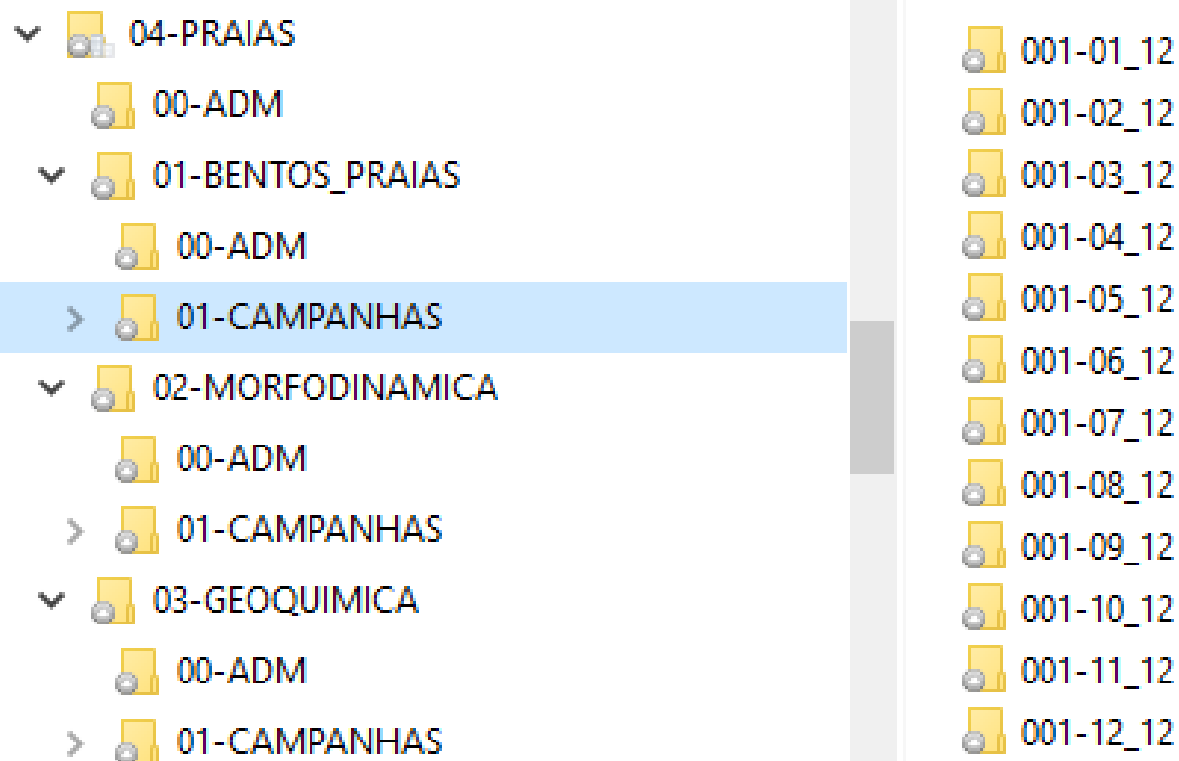 04-PRAIAS
00-ADM
01-BENTOS_PRAIAS
00-ADM
01-CAMPANHAS
02-MORFODINAMICA
00-ADM
01-CAMPANHAS
03-GEOQUIMICA
00-ADM
01-CAMPANHAS
001-01_12
001-02_12
001-03_12
001-04_12
001-05_12
001-06_12
001-07_12
001-08_12
001-09_12
001-10_12
001-11_12
001-12_12